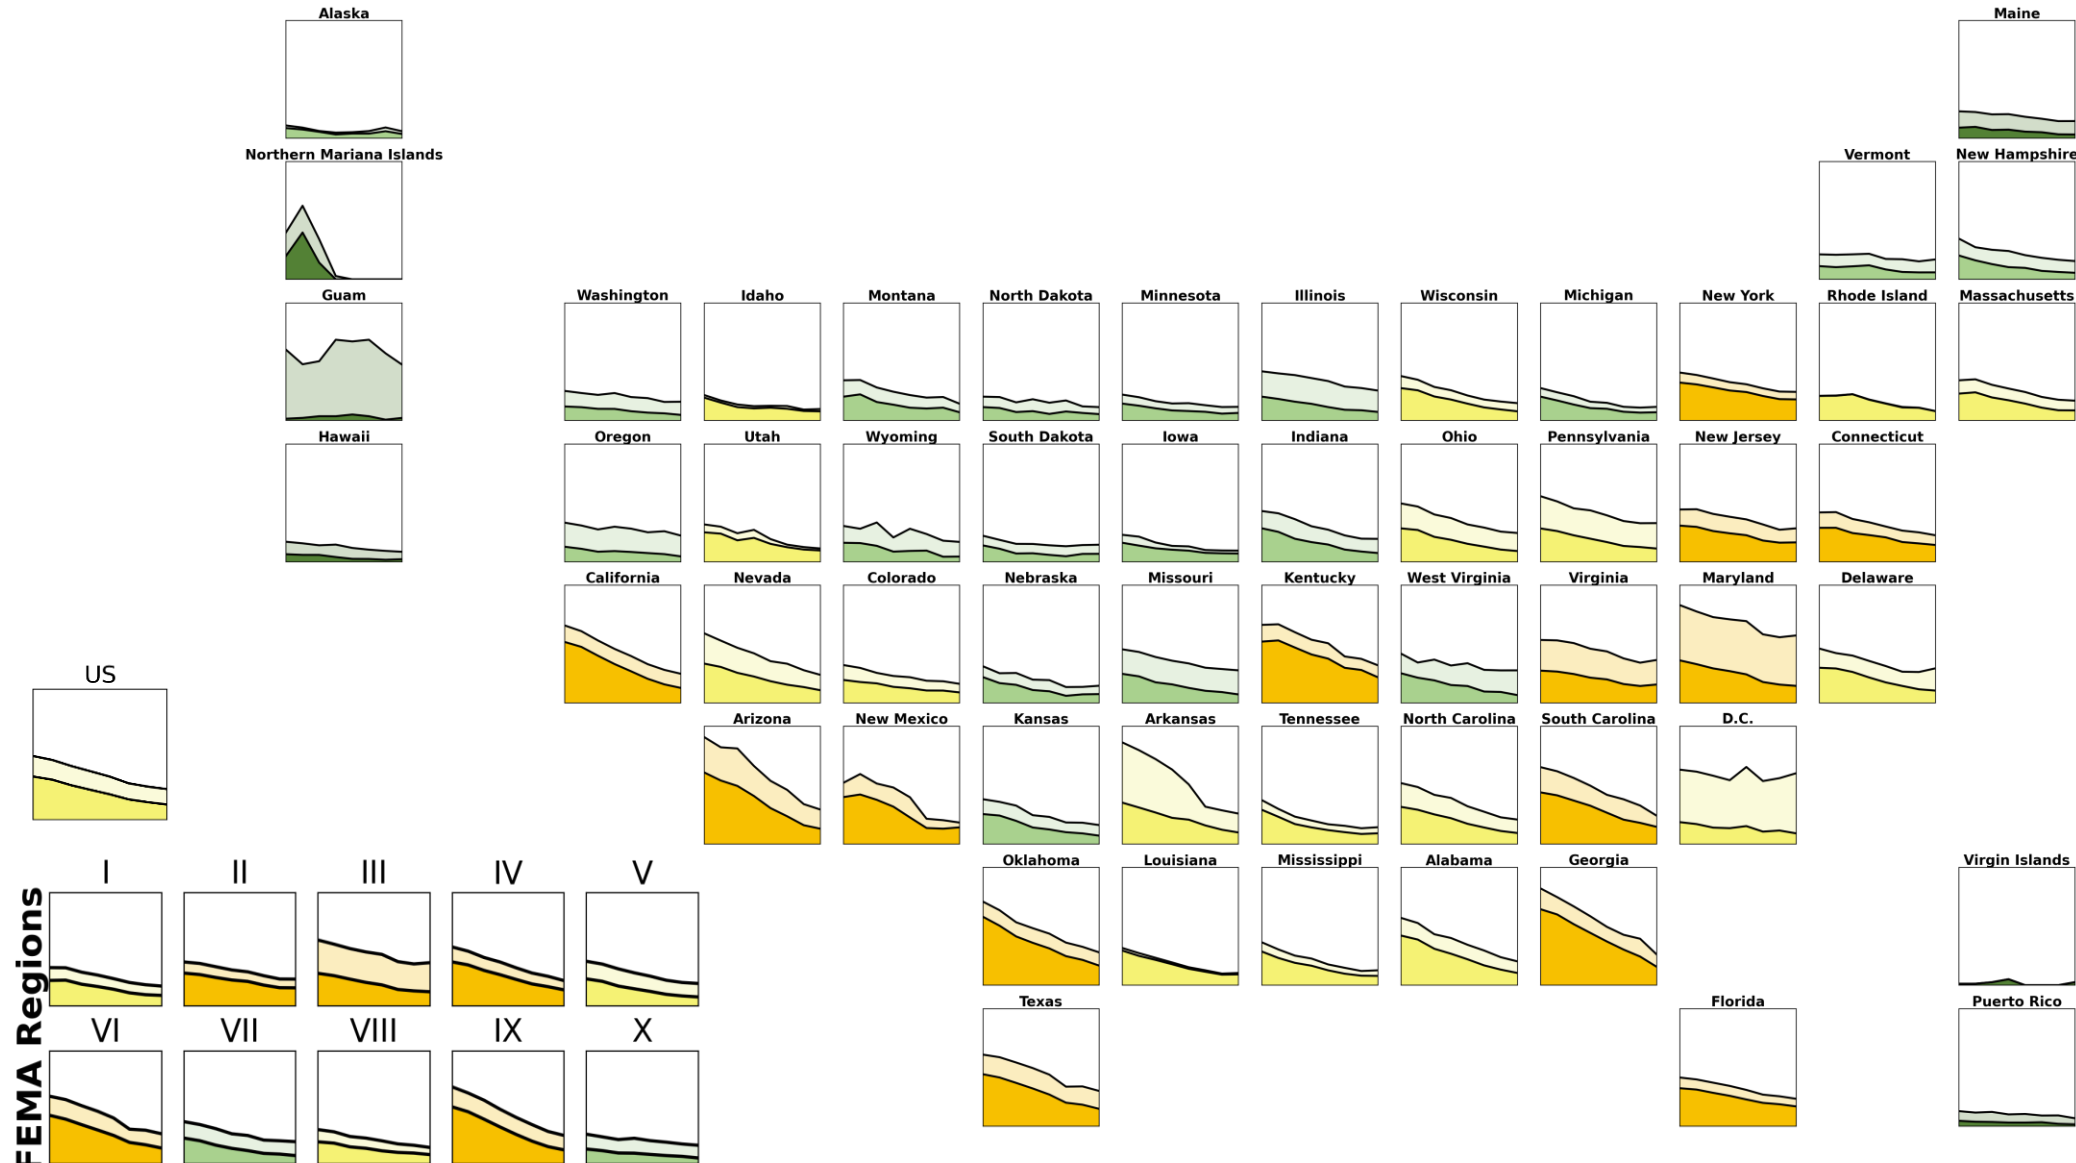 Alaska
Maine
Northern Mariana Islands
Vermont
New Hampshire
Guam
Washington
Idaho
Montana
North Dakota
Minnesota
Illinois
Wisconsin
Michigan
New York
Rhode Island
Massachusetts
Hawaii
Oregon
Utah
Wyoming
South Dakota
Iowa
Indiana
Ohio
Pennsylvania
New Jersey
Connecticut
California
Nevada
Colorado
Nebraska
Missouri
Kentucky
West Virginia
Virginia
Maryland
Delaware
US
Arizona
New Mexico
Kansas
Arkansas
Tennessee
North Carolina
South Carolina
D.C.
Oklahoma
Louisiana
Mississippi
Alabama
Georgia
Virgin Islands
Texas
Florida
Puerto Rico
FEMA Regions
I
II
III
IV
V
VI
VII
VIII
IX
X